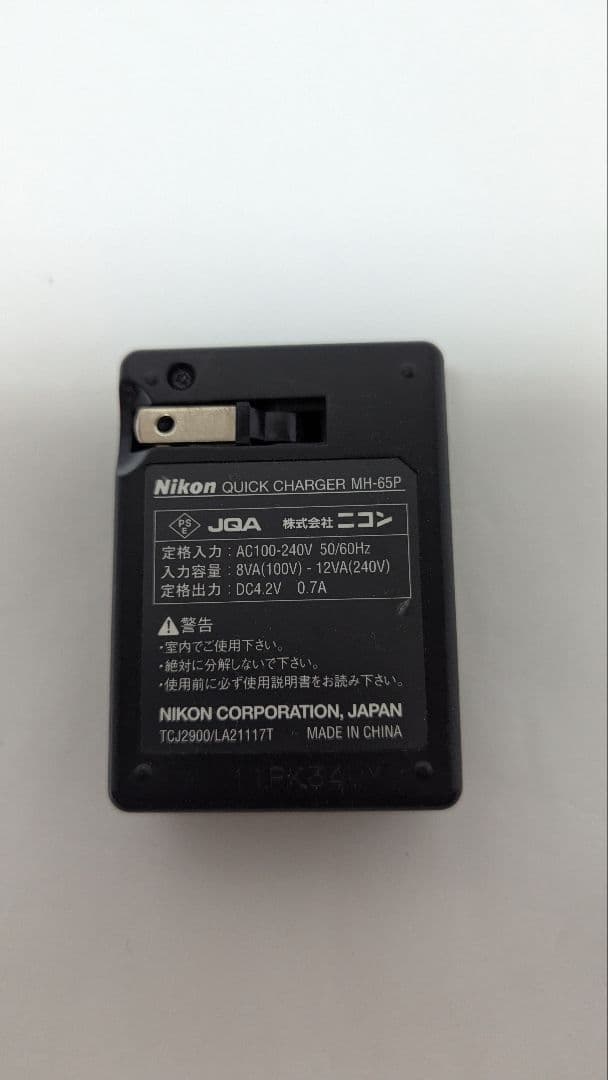 Nikon QUICK CHARGER MH-65P
PS E JQA 株式会社 ニコン
定格入力 : AC100-240V 50/60Hz
入力容量 : 8VA(100V) - 12VA(240V)
定格出力 : DC4.2V 0.7A
警告
・室内でご使用下さい。
・絶対に分解しないで下さい。
・使用前に必ず使用説明書をお読み下さい。
NIKON CORPORATION, JAPAN
TCJ2900/LA21117T MADE IN CHINA